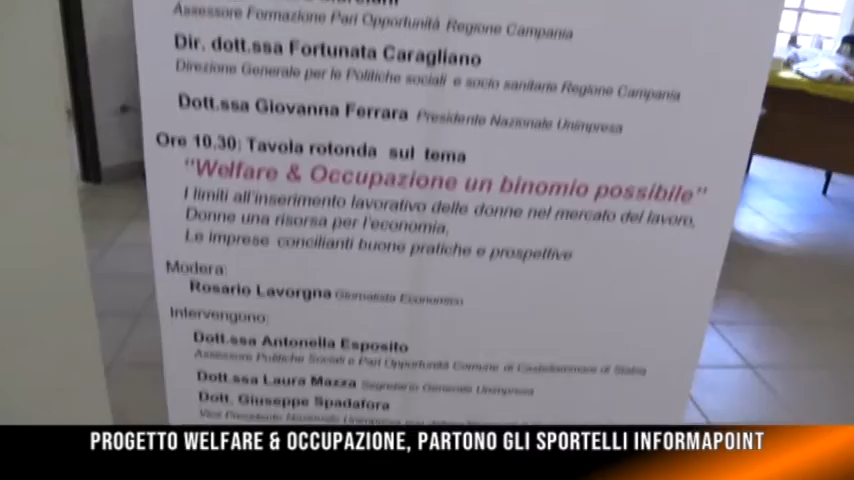 Assessore Formazione Pari Opportunità Regione Campania
Dir. dott.ssa Fortunata Caragliano
Direzione Generale per le Politiche sociali e socio sanitarie Regione Campania
Dott.ssa Giovanna Ferrara Presidente Nazionale Unimpresa
Ore 10,30: Tavola rotonda sul tema
"Welfare & Occupazione un binomio possibile"
I limiti all'inserimento lavorativo delle donne nel mercato del lavoro,
Donne una risorsa per l'economia,
Le imprese concilianti buone pratiche e prospettive
Modera:
Rosario Lavorgna Giornalista Economico
Intervengono:
Dott.ssa Antonella Esposito
Assessore Politiche Sociali e Pari Opportunità Comune di Castellammare di Stabia
Dott.ssa Laura Mazza Segretario Generale Unimpresa
Dott. Giuseppe Spadafora
Vice Presidente Nazionale Unimpresa
PROGETTO WELFARE & OCCUPAZIONE, PARTONO GLI SPORTELLI INFORMAPOINT